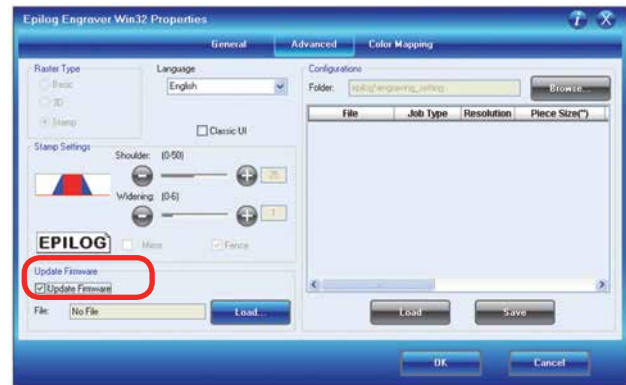 Epilog Engraver Win32 Properties
General Advanced Color Mapping
Raster Type
Basic
3D
Stamp
Language
English
Classic UI
Stamp Settings
Shoulder: (0-50)
25
Widening: (0-6)
1
EPILOG
Mirror
Fence
Update Firmware
Update Firmware
File: No File Load...
Configurations
Folder: epilog\engraving_setting Browse...
File Job Type Resolution Piece Size(")
Load Save
OK Cancel